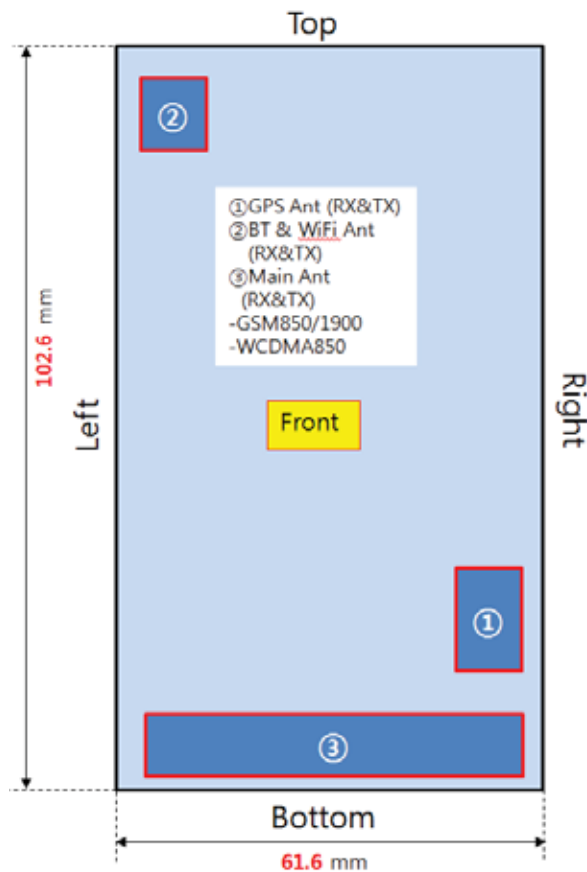 Top
②
①GPS Ant (RX&TX)
②BT & WiFi Ant
(RX&TX)
③Main Ant
(RX&TX)
-GSM850/1900
-WCDMA850
102.6 mm
Left
Front
Right
①
③
Bottom
61.6 mm